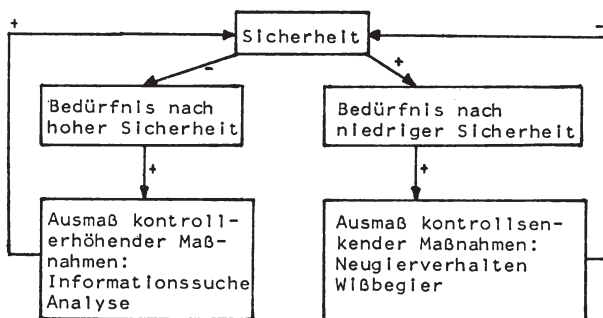 +
-
Sicherheit
-
+
Bedürfnis nach
hoher Sicherheit
Bedürfnis nach
niedriger Sicherheit
+
+
Ausmaß kontroll-
erhöhender Maß-
nahmen:
Informationssuche
Analyse
Ausmaß kontrollsen-
kender Maßnahmen:
Neugierverhalten
Wißbegier